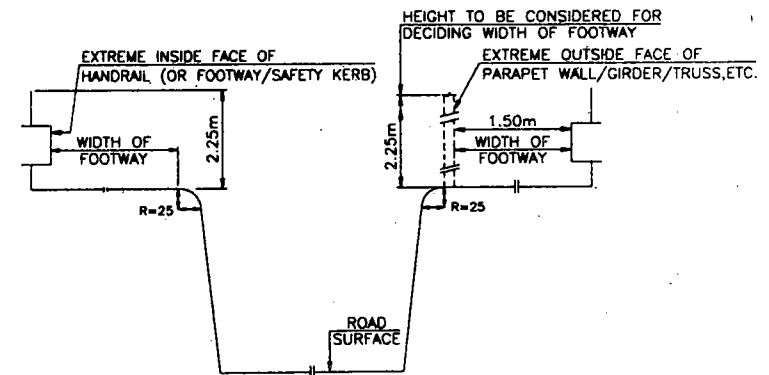 HEIGHT TO BE CONSIDERED FOR
DECIDING WIDTH OF FOOTWAY
EXTREME INSIDE FACE OF
HANDRAIL (OR FOOTWAY/SAFETY KERB)
EXTREME OUTSIDE FACE OF
PARAPET WALL/GIRDER/TRUSS,ETC.
WIDTH OF
FOOTWAY
2.25m
2.25m
1.50m
WIDTH OF
FOOTWAY
R=25
R=25
ROAD
SURFACE